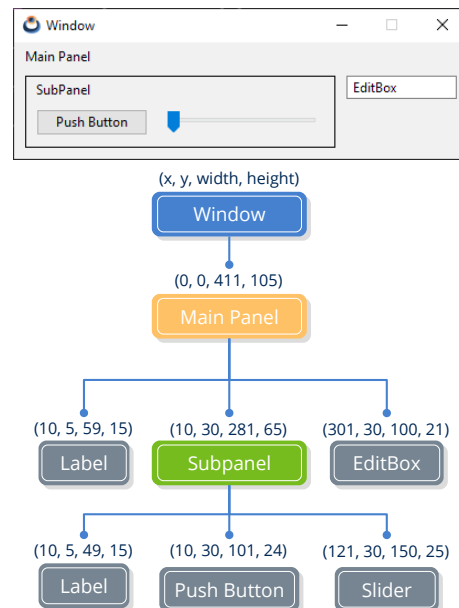 Window
Main Panel
SubPanel
EditBox
Push Button
(x, y, width, height)
Window
(0, 0, 411, 105)
Main Panel
(10, 5, 59, 15) (10, 30, 281, 65) (301, 30, 100, 21)
Label Subpanel EditBox
(10, 5, 49, 15) (10, 30, 101, 24) (121, 30, 150, 25)
Label Push Button Slider